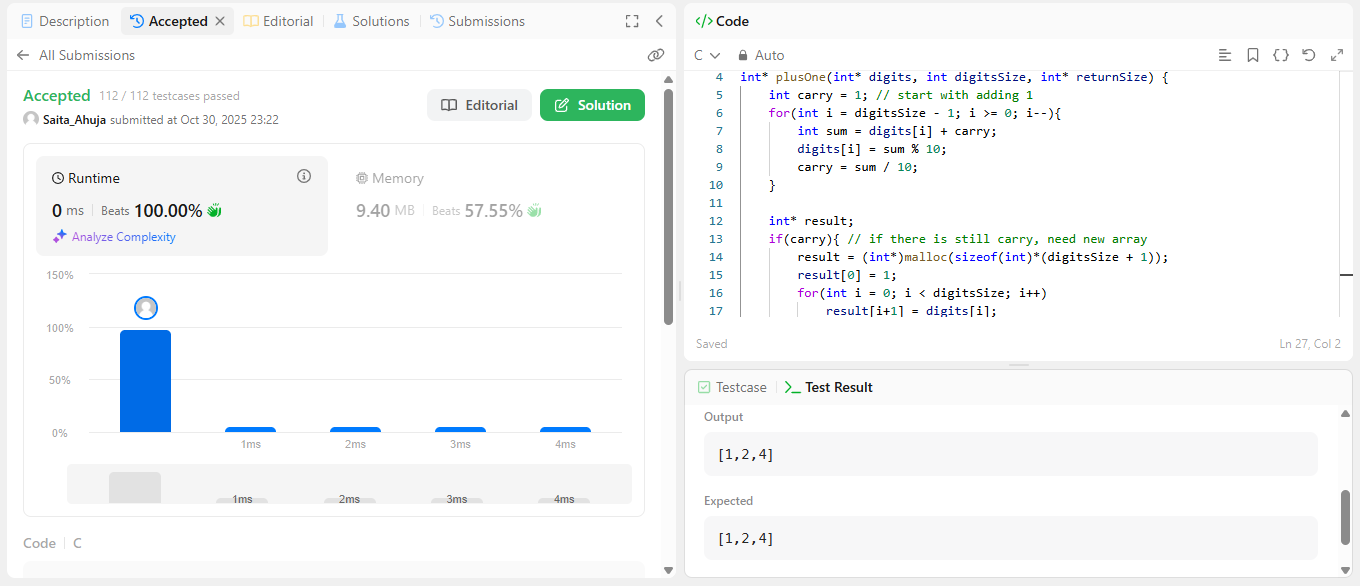 Description Accepted Editorial Solutions Submissions
All Submissions
Accepted 112 / 112 testcases passed
Saita_Ahuja submitted at Oct 30, 2025 23:22
Editorial
Solution
Runtime
0 ms Beats 100.00%
Analyze Complexity
Memory
9.40 MB Beats 57.55%
150%
100%
50%
0%
1ms 2ms 3ms 4ms
1ms 2ms 3ms 4ms
Code C
</> Code
C Auto
4 int* plusOne(int* digits, int digitsSize, int* returnSize) {
5 int carry = 1; // start with adding 1
6 for(int i = digitsSize - 1; i >= 0; i--){
7 int sum = digits[i] + carry;
8 digits[i] = sum % 10;
9 carry = sum / 10;
10 }
11
12 int* result;
13 if(carry){ // if there is still carry, need new array
14 result = (int*)malloc(sizeof(int)*(digitsSize + 1));
15 result[0] = 1;
16 for(int i = 0; i < digitsSize; i++)
17 result[i+1] = digits[i];
Saved
Ln 27, Col 2
Testcase >_ Test Result
Output
[1,2,4]
Expected
[1,2,4]